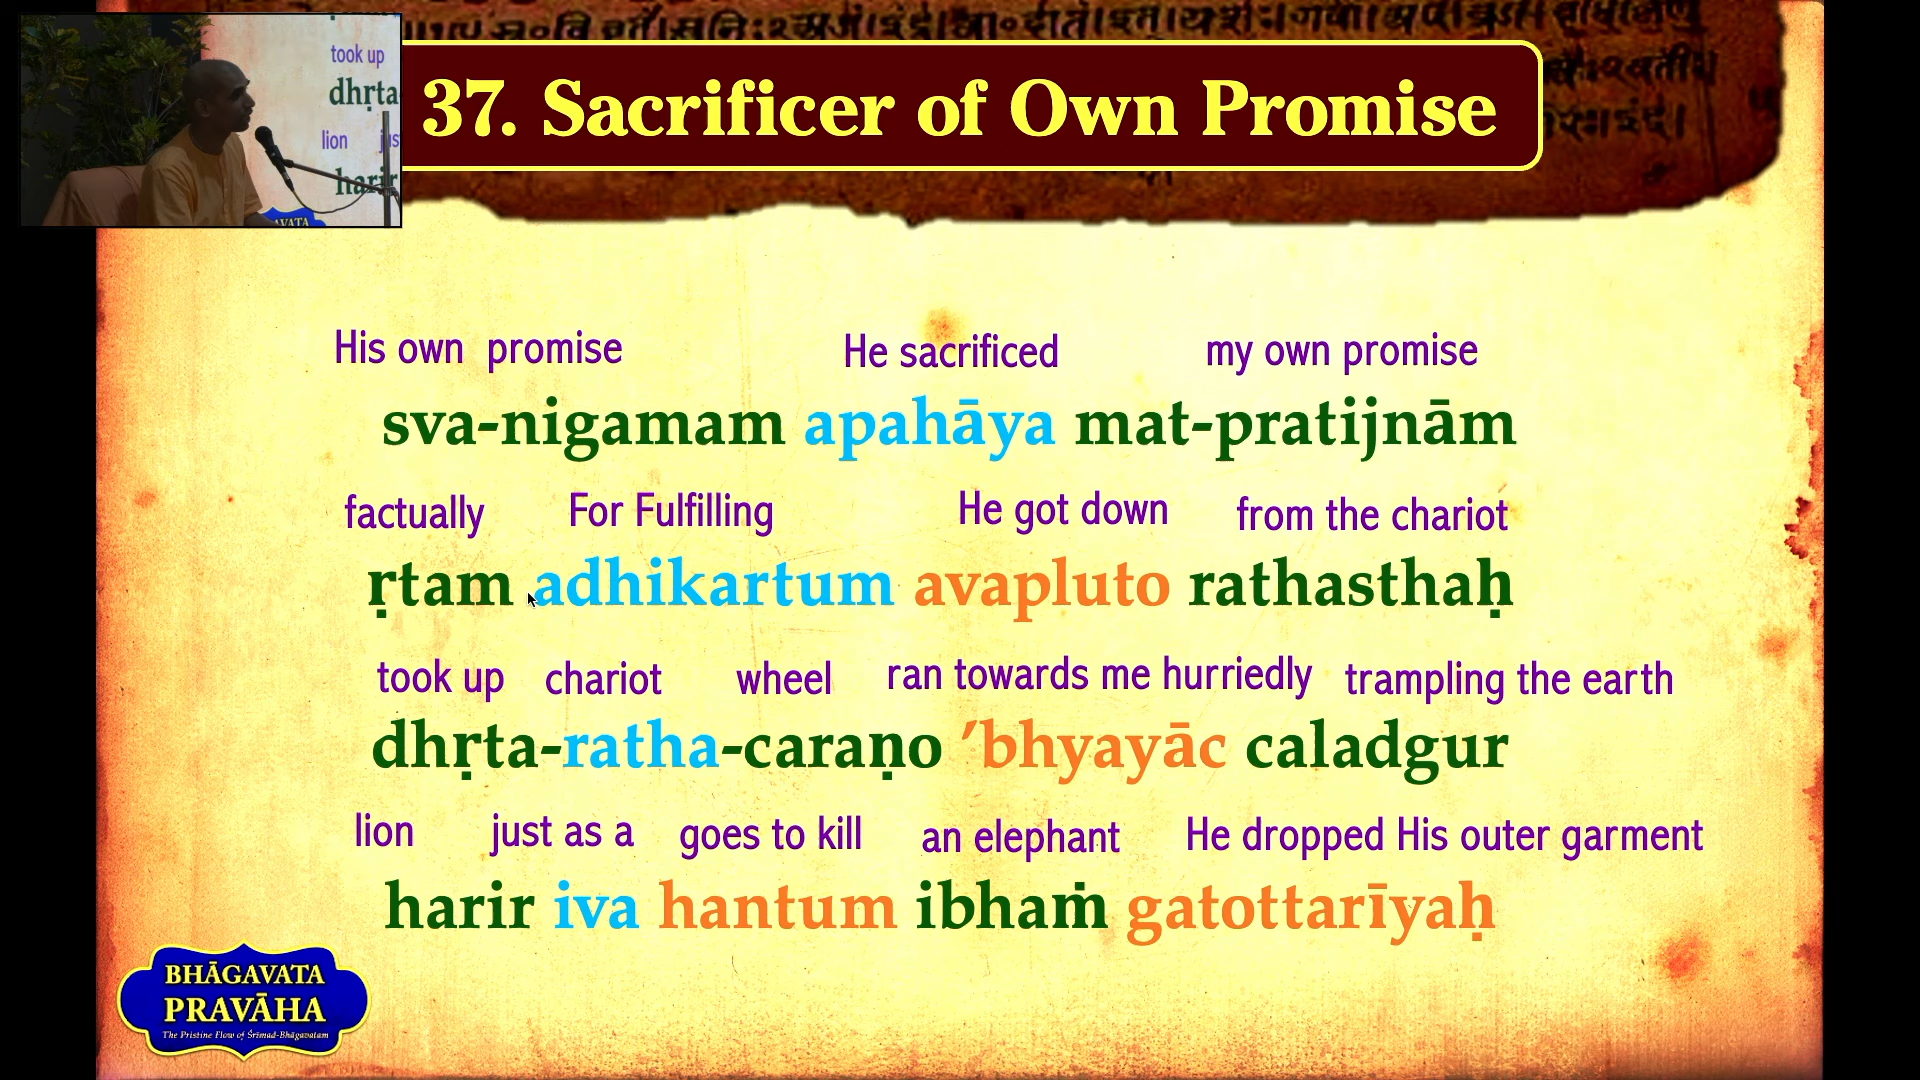 took up
dhṛta
lion
harir
37. Sacrificer of Own Promise
His own promise He sacrificed my own promise
sva-nigamam apahāya mat-pratijnām
factually For Fulfilling He got down from the chariot
ṛtam adhikartum avapluto rathasthaḥ
took up chariot wheel ran towards me hurriedly trampling the earth
dhṛta-ratha-caraṇo ’bhyayāc caladgur
lion just as a goes to kill an elephant He dropped His outer garment
harir iva hantum ibhaṁ gatottarīyaḥ
BHĀGAVATA
PRAVĀHA
The Pristine Flow of Śrīmad-Bhāgavatam